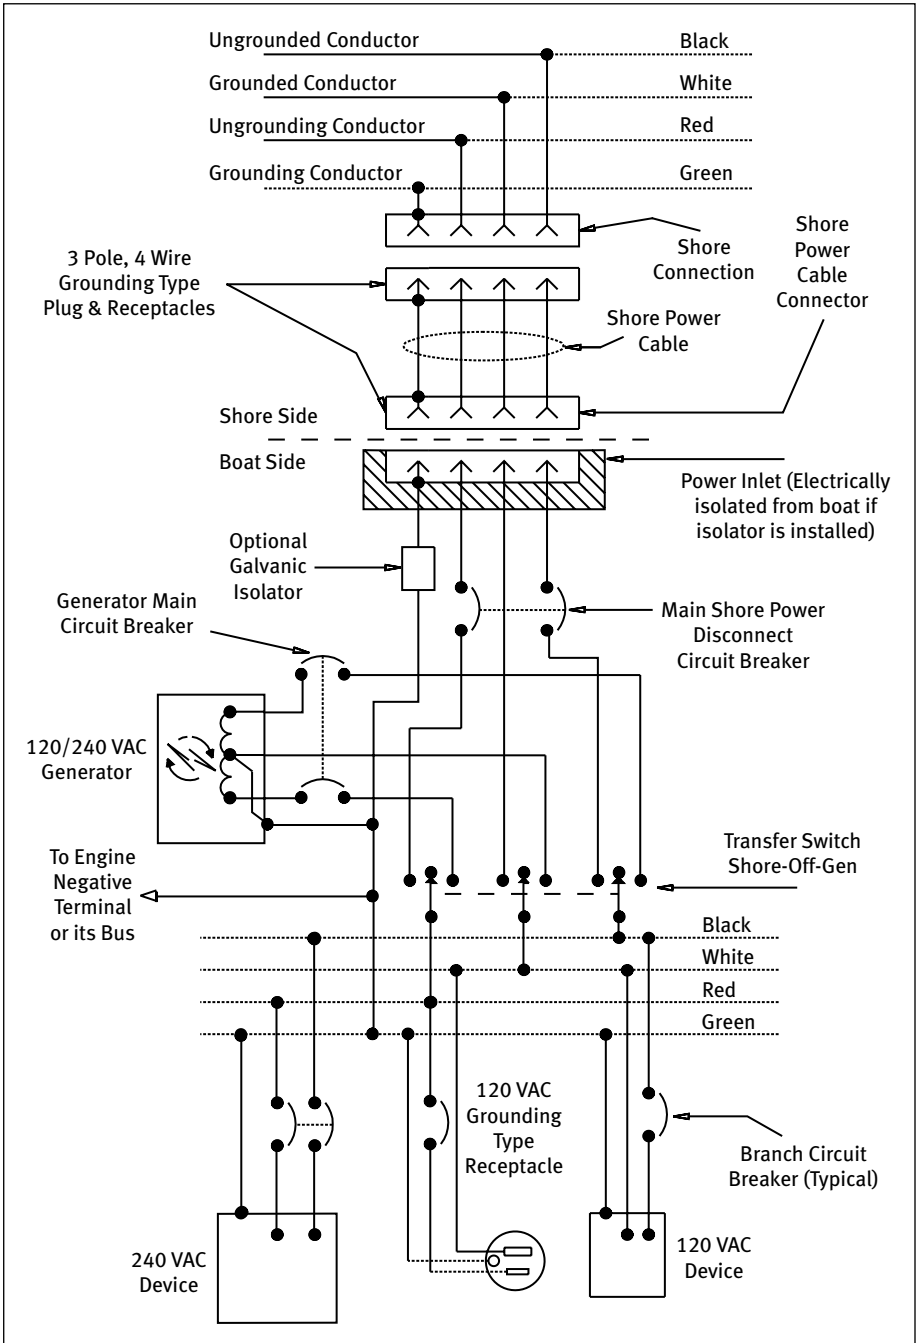 Ungrounded Conductor
Black
Grounded Conductor
White
Ungrounding Conductor
Red
Grounding Conductor
Green
3 Pole, 4 Wire
Grounding Type
Plug & Receptacles
Shore
Connection
Shore
Power
Cable
Connector
Shore Power
Cable
Shore Side
Boat Side
Power Inlet (Electrically
isolated from boat if
isolator is installed)
Optional
Galvanic
Isolator
Generator Main
Circuit Breaker
Main Shore Power
Disconnect
Circuit Breaker
120/240 VAC
Generator
Transfer Switch
Shore-Off-Gen
To Engine
Negative
Terminal
or its Bus
Black
White
Red
Green
120 VAC
Grounding
Type
Receptacle
Branch Circuit
Breaker (Typical)
240 VAC
Device
120 VAC
Device